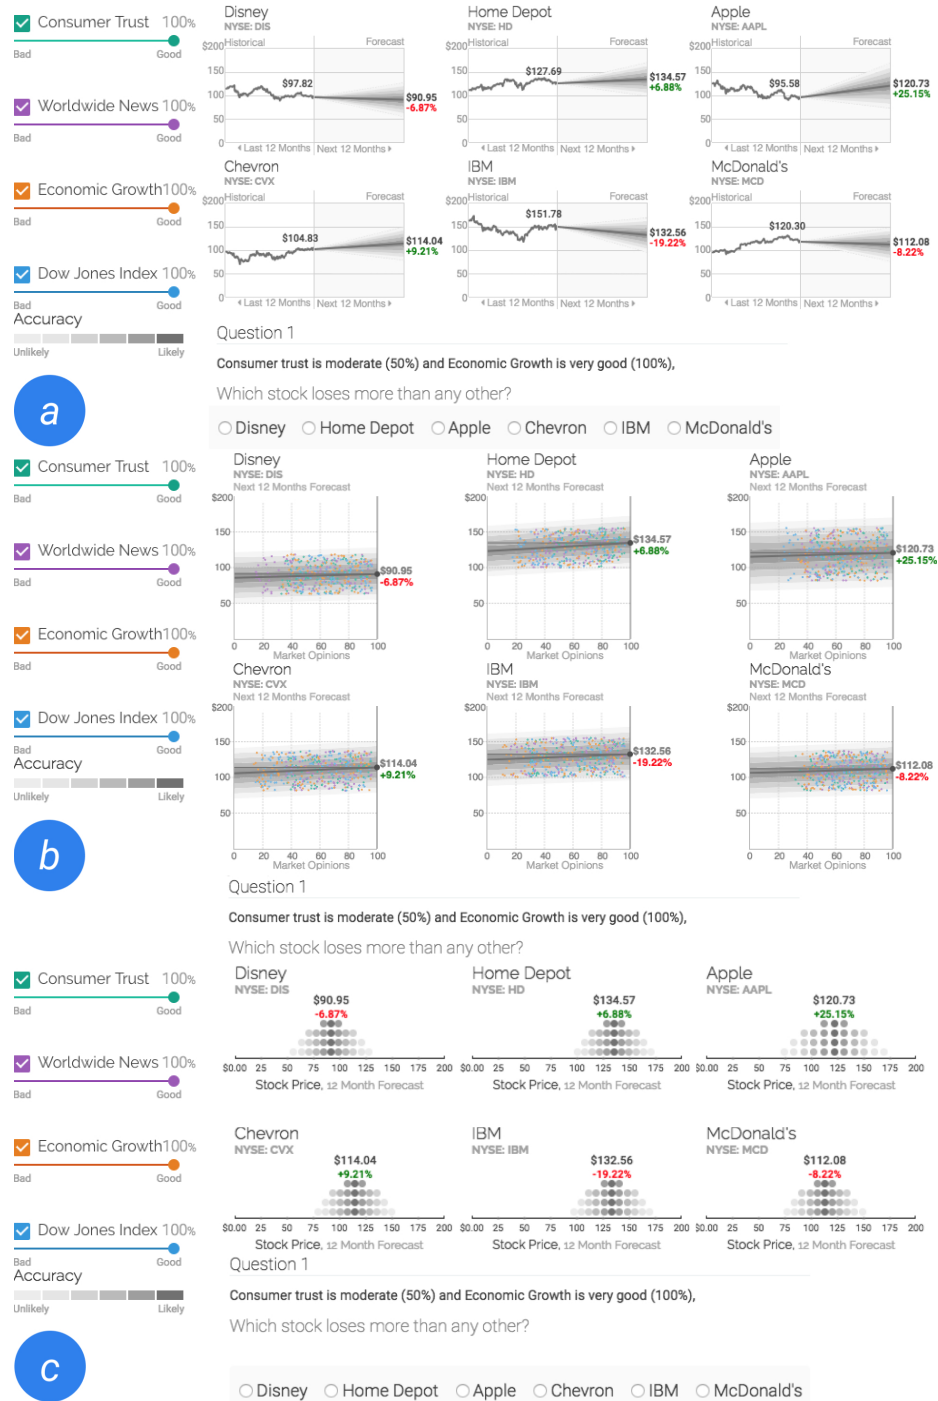 Consumer Trust 100%
Bad Good
Worldwide News 100%
Bad Good
Economic Growth 100%
Bad Good
Dow Jones Index 100%
Bad Good
Accuracy
Unlikely Likely
a
Disney
NYSE: DIS
$200 Historical Forecast
150
100
50
0
$97.82
$90.95
-6.87%
Last 12 Months Next 12 Months
Home Depot
NYSE: HD
$200 Historical Forecast
150
100
50
0
$127.69
$134.57
+6.88%
Last 12 Months Next 12 Months
Apple
NYSE: AAPL
$200 Historical Forecast
150
100
50
0
$95.58
$120.73
+25.15%
Last 12 Months Next 12 Months
Chevron
NYSE: CVX
$200 Historical Forecast
150
100
50
0
$104.83
$114.04
+9.21%
Last 12 Months Next 12 Months
IBM
NYSE: IBM
$200 Historical Forecast
150
100
50
0
$151.78
$132.56
-19.22%
Last 12 Months Next 12 Months
McDonald's
NYSE: MCD
$200 Historical Forecast
150
100
50
0
$120.30
$112.08
-8.22%
Last 12 Months Next 12 Months
Question 1
Consumer trust is moderate (50%) and Economic Growth is very good (100%),
Which stock loses more than any other?
Disney Home Depot Apple Chevron IBM McDonald's
Consumer Trust 100%
Bad Good
Worldwide News 100%
Bad Good
Economic Growth 100%
Bad Good
Dow Jones Index 100%
Bad Good
Accuracy
Unlikely Likely
b
Disney
NYSE: DIS
Next 12 Months Forecast
$200
150
100
50
$90.95
-6.87%
0 20 40 60 80 100
Market Opinions
Home Depot
NYSE: HD
Next 12 Months Forecast
$200
150
100
50
$134.57
+6.88%
0 20 40 60 80 100
Market Opinions
Apple
NYSE: AAPL
Next 12 Months Forecast
$200
150
100
50
$120.73
+25.15%
0 20 40 60 80 100
Market Opinions
Chevron
NYSE: CVX
Next 12 Months Forecast
$200
150
100
50
$114.04
+9.21%
0 20 40 60 80 100
Market Opinions
IBM
NYSE: IBM
Next 12 Months Forecast
$200
150
100
50
$132.56
-19.22%
0 20 40 60 80 100
Market Opinions
McDonald's
NYSE: MCD
Next 12 Months Forecast
$200
150
100
50
$112.08
-8.22%
0 20 40 60 80 100
Market Opinions
Question 1
Consumer trust is moderate (50%) and Economic Growth is very good (100%),
Which stock loses more than any other?
Consumer Trust 100%
Bad Good
Worldwide News 100%
Bad Good
Economic Growth 100%
Bad Good
Dow Jones Index 100%
Bad Good
Accuracy
Unlikely Likely
c
Disney
NYSE: DIS
$90.95
-6.87%
$0.00 25 50 75 100 125 150 175 200
Stock Price, 12 Month Forecast
Home Depot
NYSE: HD
$134.57
+6.88%
$0.00 25 50 75 100 125 150 175 200
Stock Price, 12 Month Forecast
Apple
NYSE: AAPL
$120.73
+25.15%
$0.00 25 50 75 100 125 150 175 200
Stock Price, 12 Month Forecast
Chevron
NYSE: CVX
$114.04
+9.21%
$0.00 25 50 75 100 125 150 175 200
Stock Price, 12 Month Forecast
IBM
NYSE: IBM
$132.56
-19.22%
$0.00 25 50 75 100 125 150 175 200
Stock Price, 12 Month Forecast
McDonald's
NYSE: MCD
$112.08
-8.22%
$0.00 25 50 75 100 125 150 175 200
Stock Price, 12 Month Forecast
Question 1
Consumer trust is moderate (50%) and Economic Growth is very good (100%),
Which stock loses more than any other?
Disney Home Depot Apple Chevron IBM McDonald's